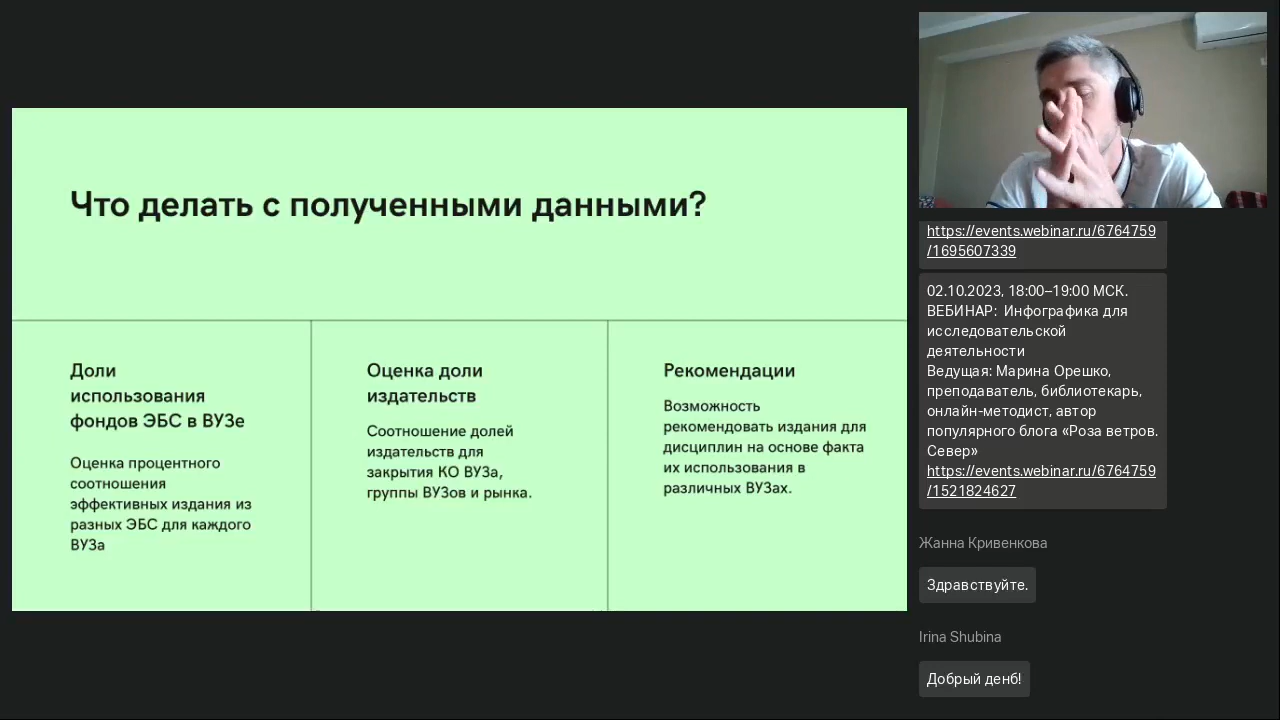 Что делать с полученными данными?
Доли
использования
фондов ЭБС в ВУЗе
Оценка процентного
соотношения
эффективных издания из
разных ЭБС для каждого
ВУЗа
Оценка доли
издательств
Соотношение долей
издательств для
закрытия КО ВУЗа,
группы ВУЗов и рынка.
Рекомендации
Возможность
рекомендовать издания для
дисциплин на основе факта
их использования в
различных ВУЗах.
https://events.webinar.ru/6764759
/1695607339
02.10.2023, 18:00–19:00 МСК.
ВЕБИНАР: Инфографика для
исследовательской
деятельности
Ведущая: Марина Орешко,
преподаватель, библиотекарь,
онлайн-методист, автор
популярного блога «Роза ветров.
Север»
https://events.webinar.ru/6764759
/1521824627
Жанна Кривенкова
Здравствуйте.
Irina Shubina
Добрый денб!